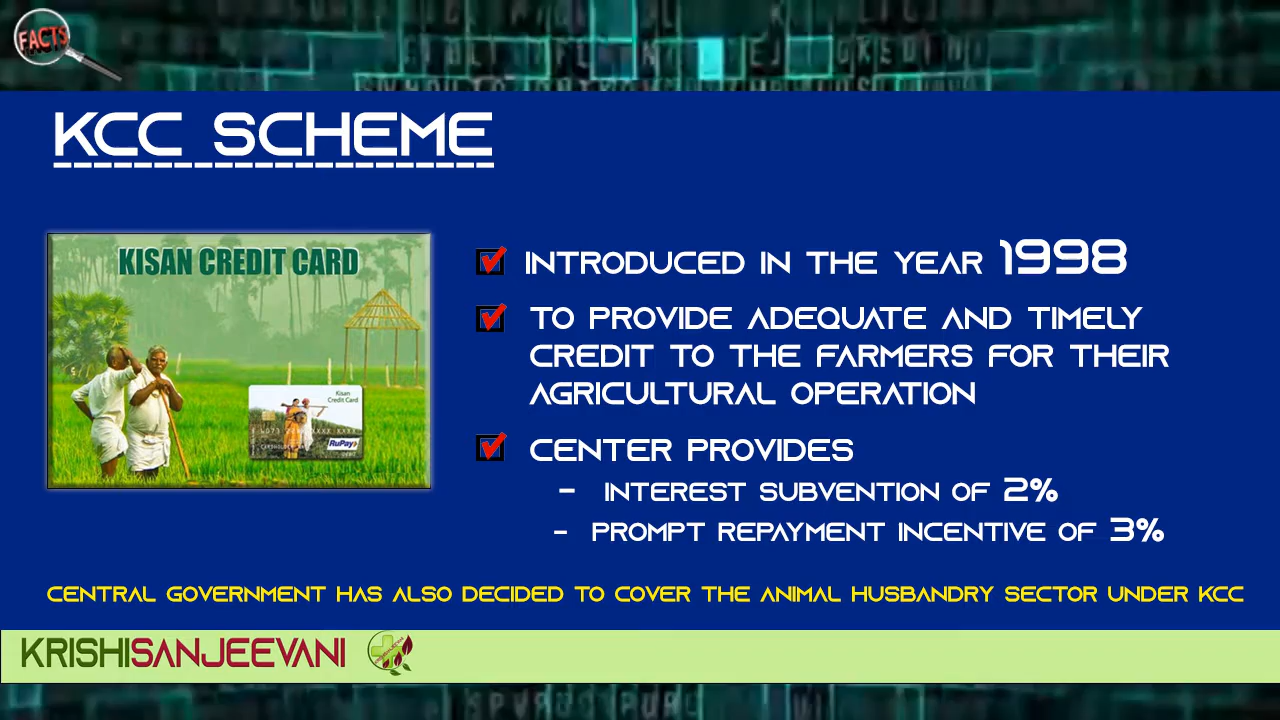 FACTS
KCC SCHEME
KISAN CREDIT CARD
Kisan
Credit Card
RuPay
INTRODUCED IN THE YEAR 1998
TO PROVIDE ADEQUATE AND TIMELY
CREDIT TO THE FARMERS FOR THEIR
AGRICULTURAL OPERATION
CENTER PROVIDES
- INTEREST SUBVENTION OF 2%
- PROMPT REPAYMENT INCENTIVE OF 3%
CENTRAL GOVERNMENT HAS ALSO DECIDED TO COVER THE ANIMAL HUSBANDRY SECTOR UNDER KCC
KRISHISANJEEVANI